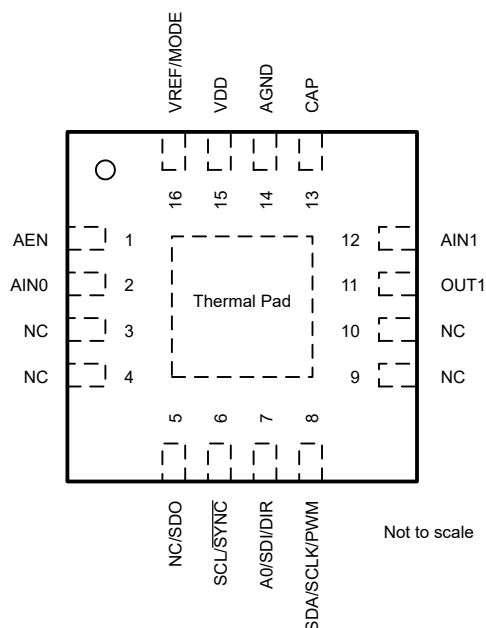 VREF/MODE
VDD
AGND
CAP
16
15
14
13
AEN
1
12
AIN1
AIN0
2
11
OUT1
Thermal Pad
NC
3
10
NC
NC
4
9
NC
5
6
7
8
NC/SDO
SCL/SYNC
A0/SDI/DIR
SDA/SCLK/PWM
Not to scale